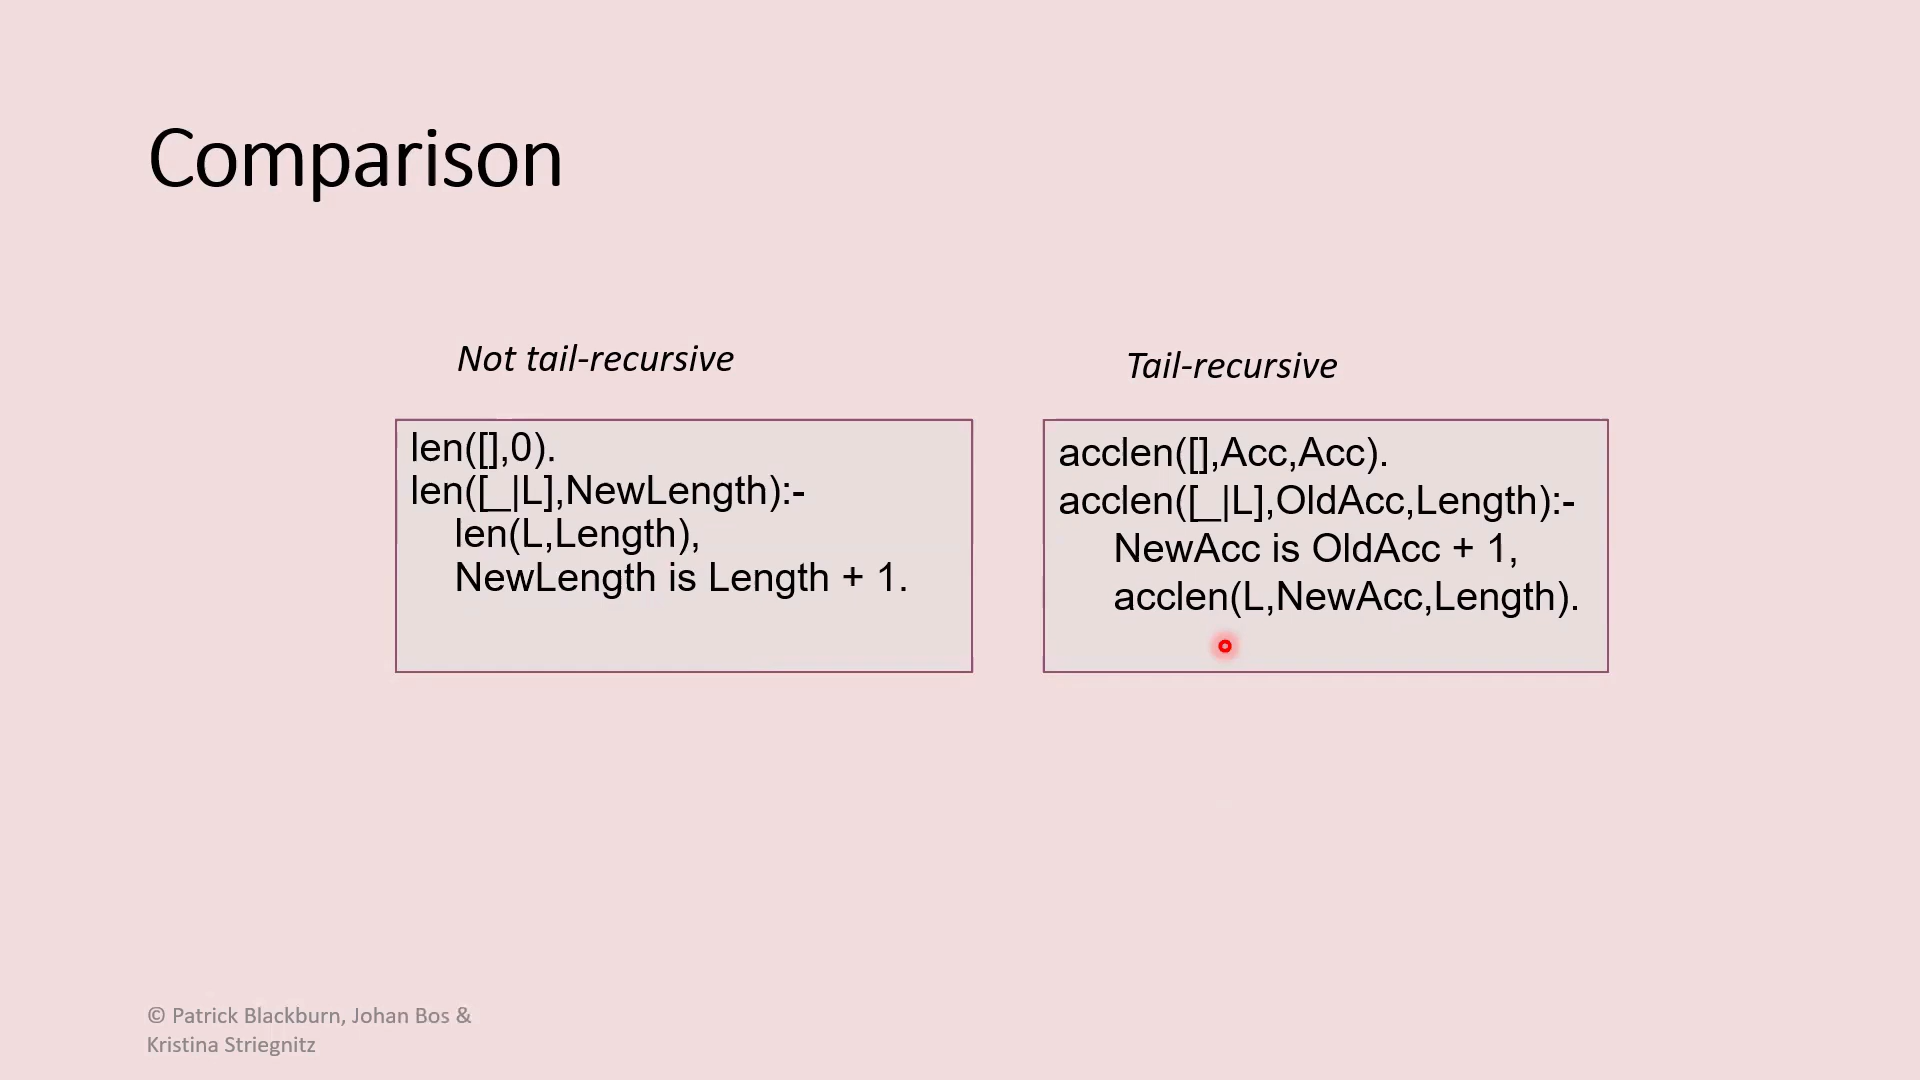 Comparison
Not tail-recursive
len([],0).
len([_|L],NewLength):-
len(L,Length),
NewLength is Length + 1.
Tail-recursive
acclen([],Acc,Acc).
acclen([_|L],OldAcc,Length):-
NewAcc is OldAcc + 1,
acclen(L,NewAcc,Length).
© Patrick Blackburn, Johan Bos &
Kristina Striegnitz